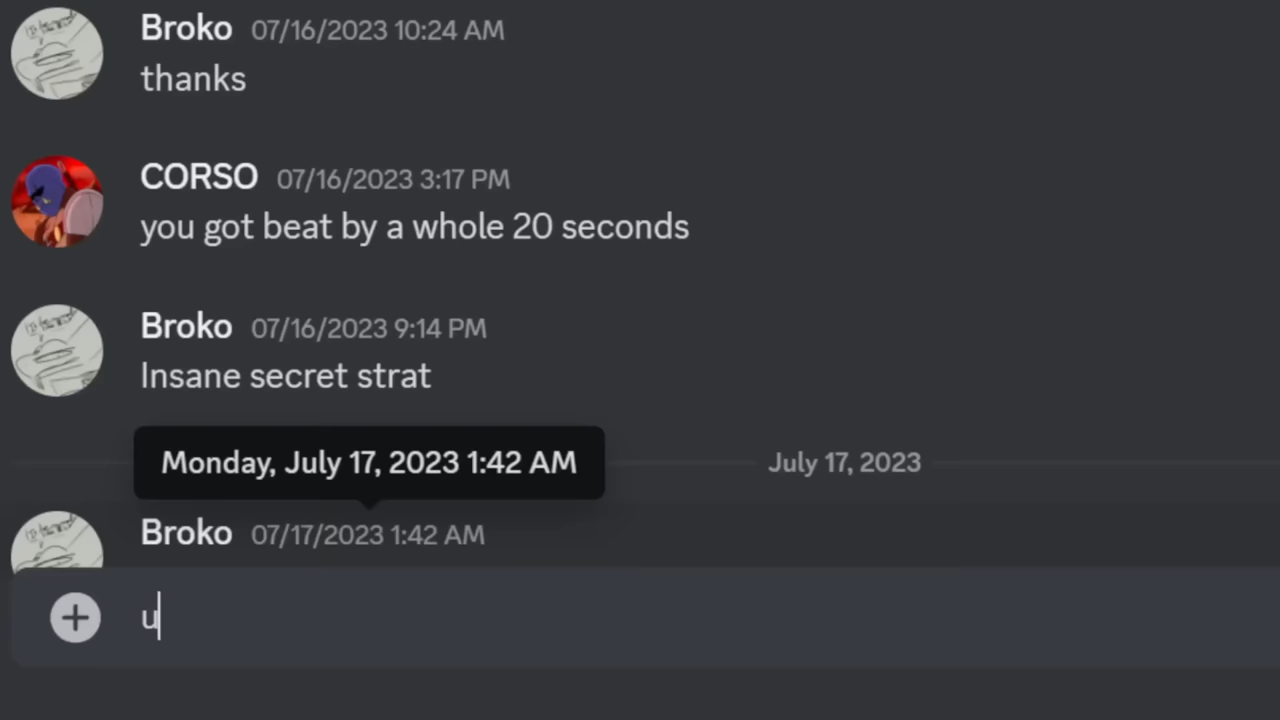 Broko 07/16/2023 10:24 AM
thanks
CORSO 07/16/2023 3:17 PM
you got beat by a whole 20 seconds
Broko 07/16/2023 9:14 PM
Insane secret strat
Monday, July 17, 2023 1:42 AM
July 17, 2023
Broko 07/17/2023 1:42 AM
u